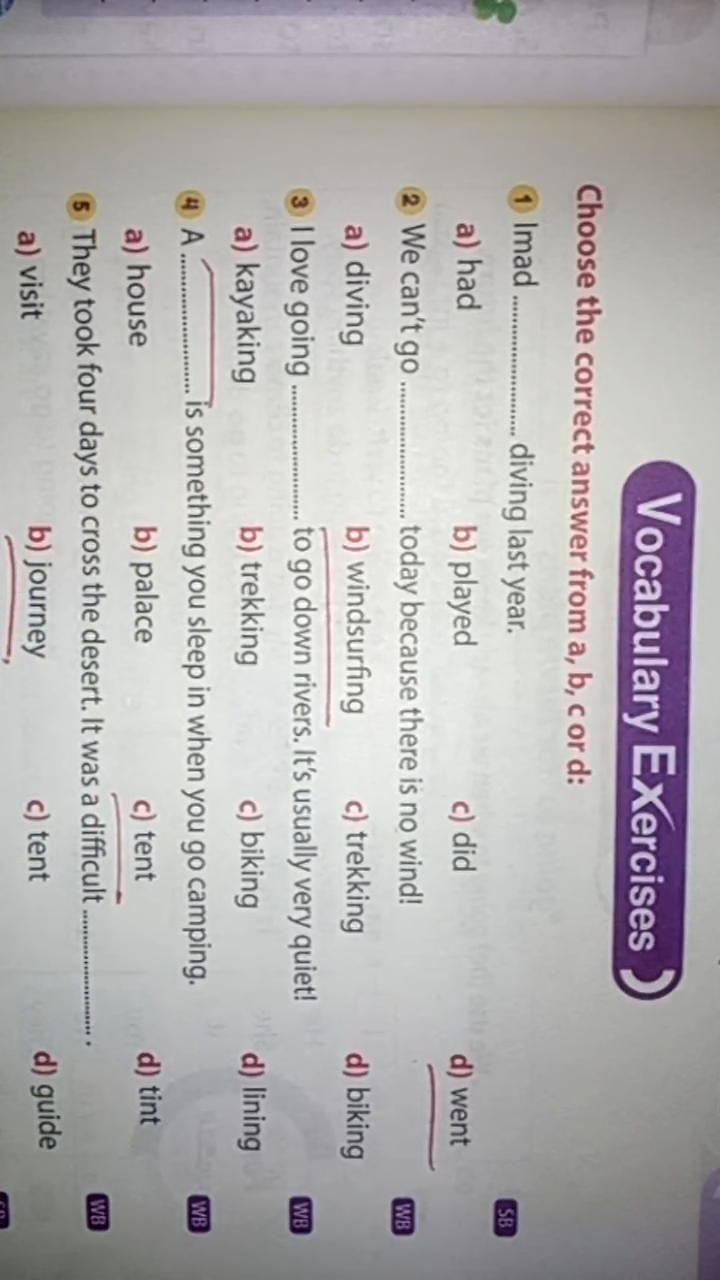 Vocabulary Exercises
Choose the correct answer from a, b, c or d:
1 Imad .................... diving last year. SB
a) had b) played c) did d) went
2 We can't go .................... today because there is no wind! WB
a) diving b) windsurfing c) trekking d) biking
3 I love going .................... to go down rivers. It's usually very quiet! WB
a) kayaking b) trekking c) biking d) lining
4 A .................... is something you sleep in when you go camping. WB
a) house b) palace c) tent d) tint
5 They took four days to cross the desert. It was a difficult .................... . WB
a) visit b) journey c) tent d) guide